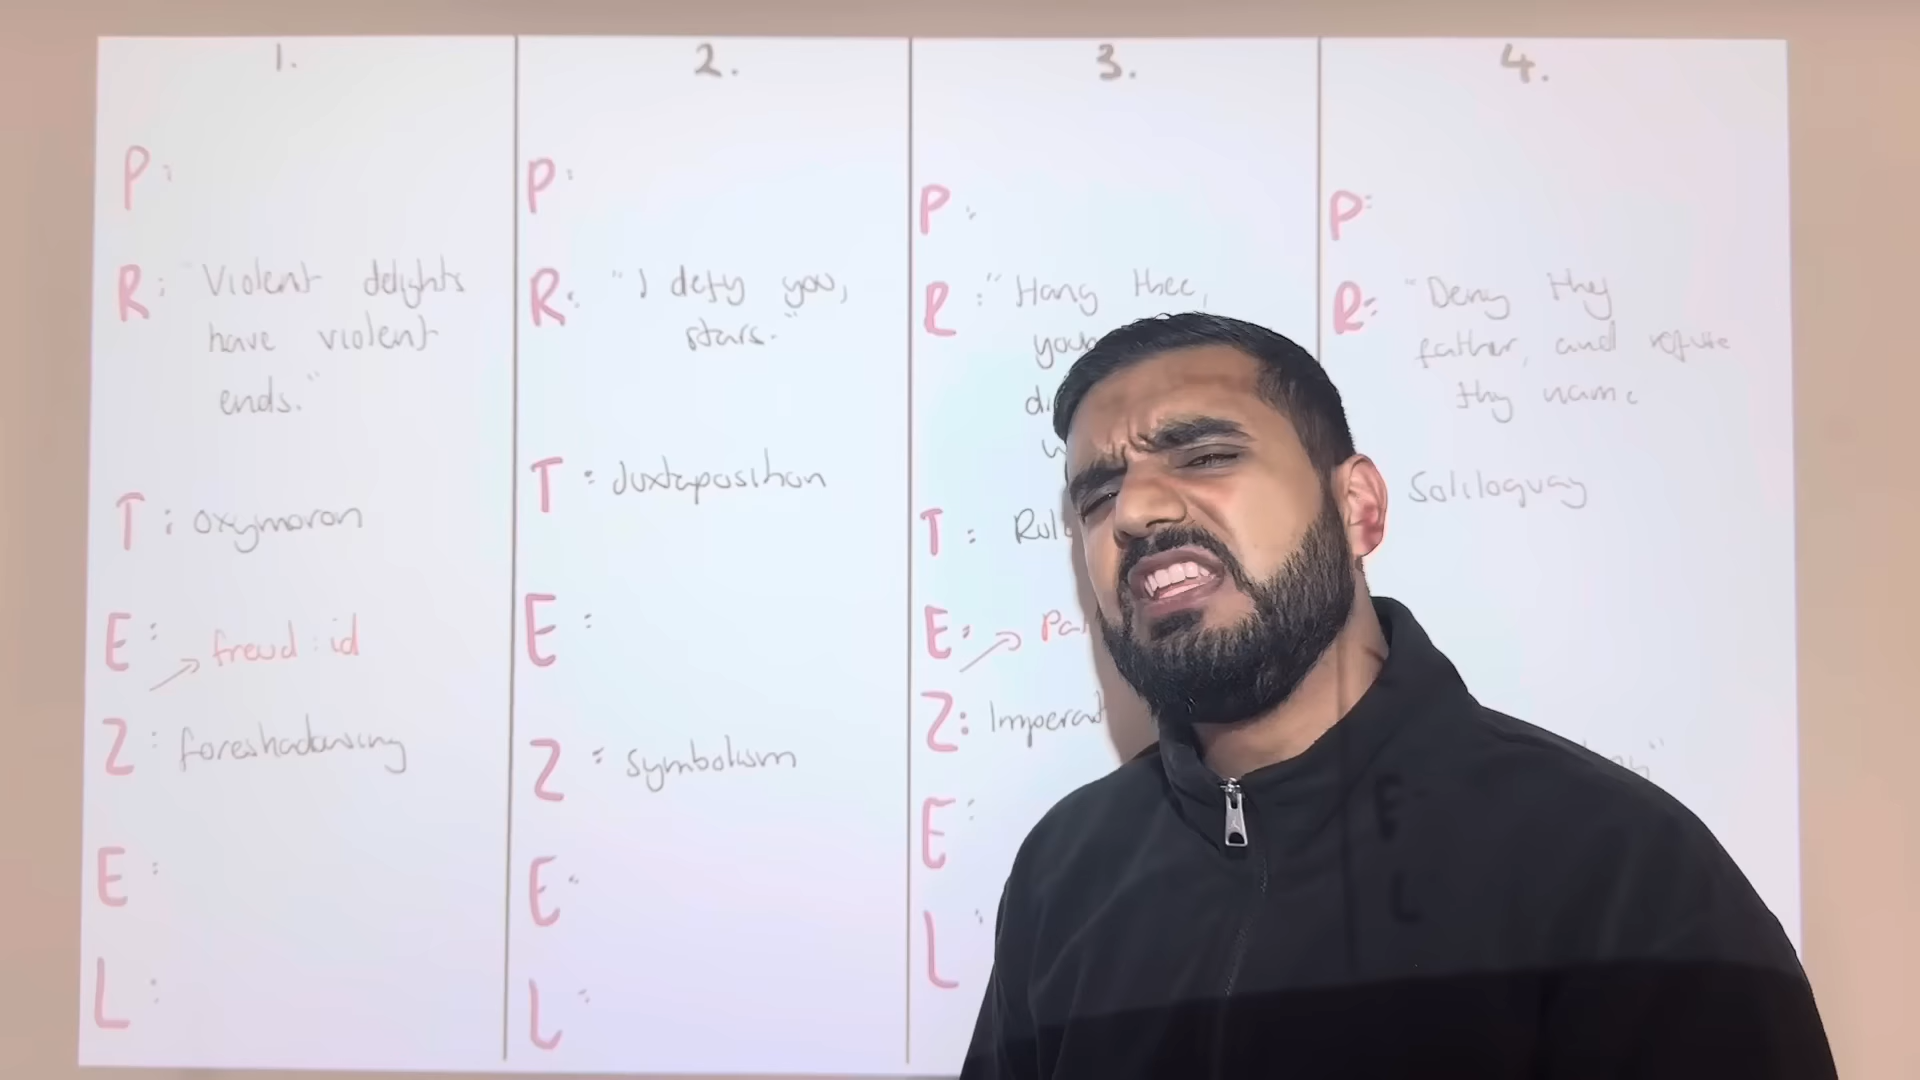 1.
P:
R: "Violent delights
have violent
ends."
T: oxymoron
E:
→ freud: id
Z: foreshadowing
E:
L:
2.
P:
R: "I defy you,
stars."
T: Juxtaposition
E:
Z: symbolism
E:
L:
3.
P:
R: "Hang thee,
T:
E:
Z:
E:
L:
4.
P:
R: "Deny thy
father, and refuse
thy name
Soliloquay
E
L